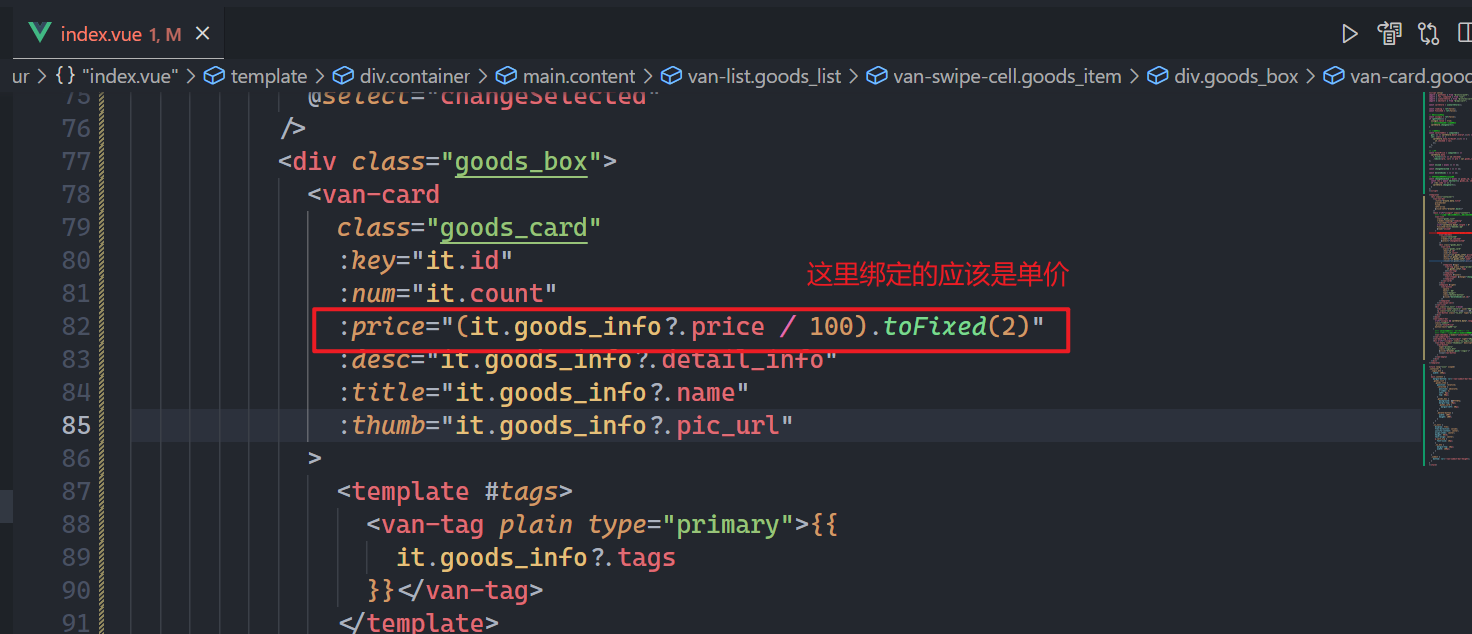 index.vue 1, M
ur > {} "index.vue" > template > div.container > main.content > van-list.goods_list > van-swipe-cell.goods_item > div.goods_box > van-card.good
75 @select="changeSelected"
76 />
77 <div class="goods_box">
78 <van-card
79 class="goods_card"
80 :key="it.id"
这里绑定的应该是单价
81 :num="it.count"
82 :price="(it.goods_info?.price / 100).toFixed(2)"
83 :desc="it.goods_info?.detail_info"
84 :title="it.goods_info?.name"
85 :thumb="it.goods_info?.pic_url"
86 >
87 <template #tags>
88 <van-tag plain type="primary">{{
89 it.goods_info?.tags
90 }}</van-tag>
91 </template>